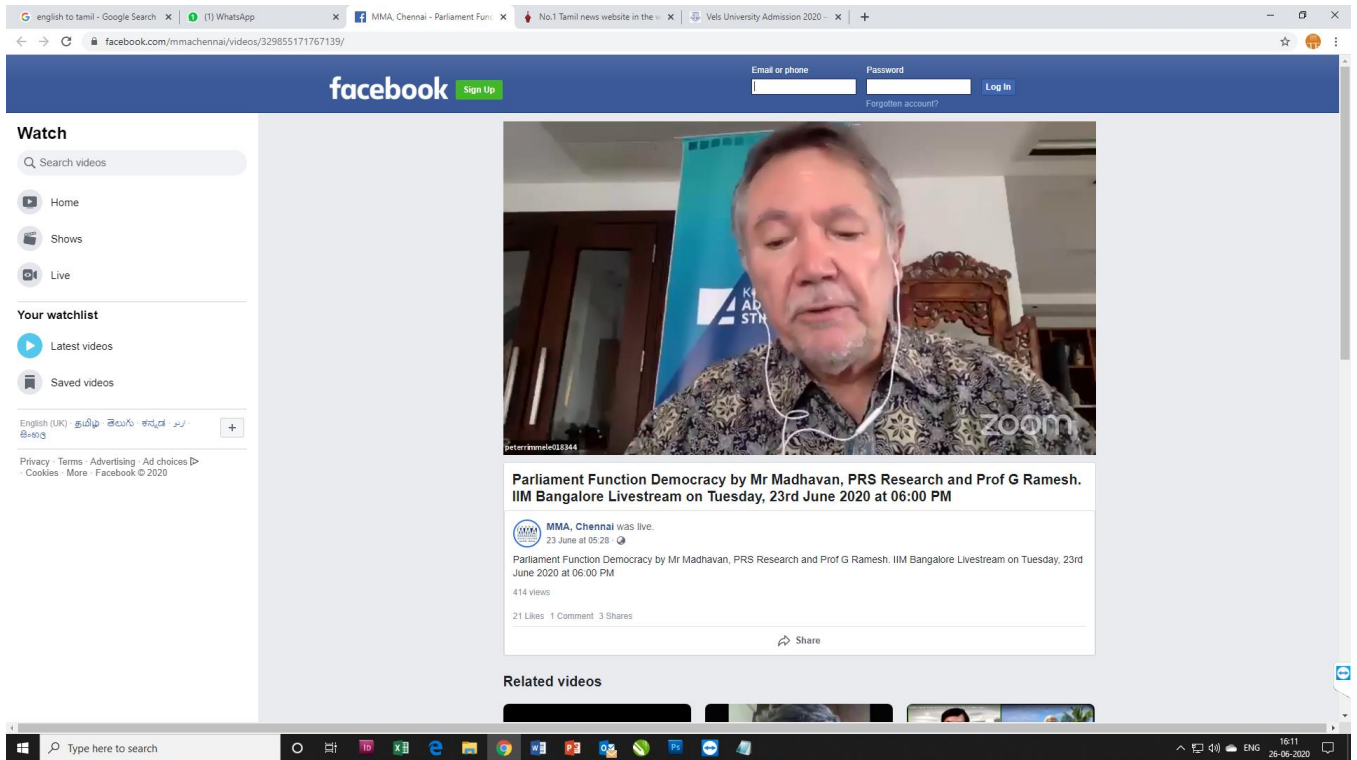 english to tamil - Google Search
(1) WhatsApp
MMA, Chennai - Parliament Func
No.1 Tamil news website in the w
Vels University Admission 2020 -
facebook.com/mmachennai/videos/329855171767139/
facebook
Sign Up
Email or phone
Password
Log In
Forgotten account?
Watch
Search videos
Home
Shows
Live
Your watchlist
Latest videos
Saved videos
English (UK) · தமிழ் · తెలుగు · ಕನ್ನಡ · اردو ·
සිංහල
Privacy · Terms · Advertising · Ad choices
· Cookies · More · Facebook © 2020
zoom
peterrimmele018344
Parliament Function Democracy by Mr Madhavan, PRS Research and Prof G Ramesh.
IIM Bangalore Livestream on Tuesday, 23rd June 2020 at 06:00 PM
MMA, Chennai was live.
23 June at 05:28 ·
Parliament Function Democracy by Mr Madhavan, PRS Research and Prof G Ramesh. IIM Bangalore Livestream on Tuesday, 23rd
June 2020 at 06:00 PM
414 views
21 Likes 1 Comment 3 Shares
Share
Related videos
Type here to search
ENG
16:11
26-06-2020